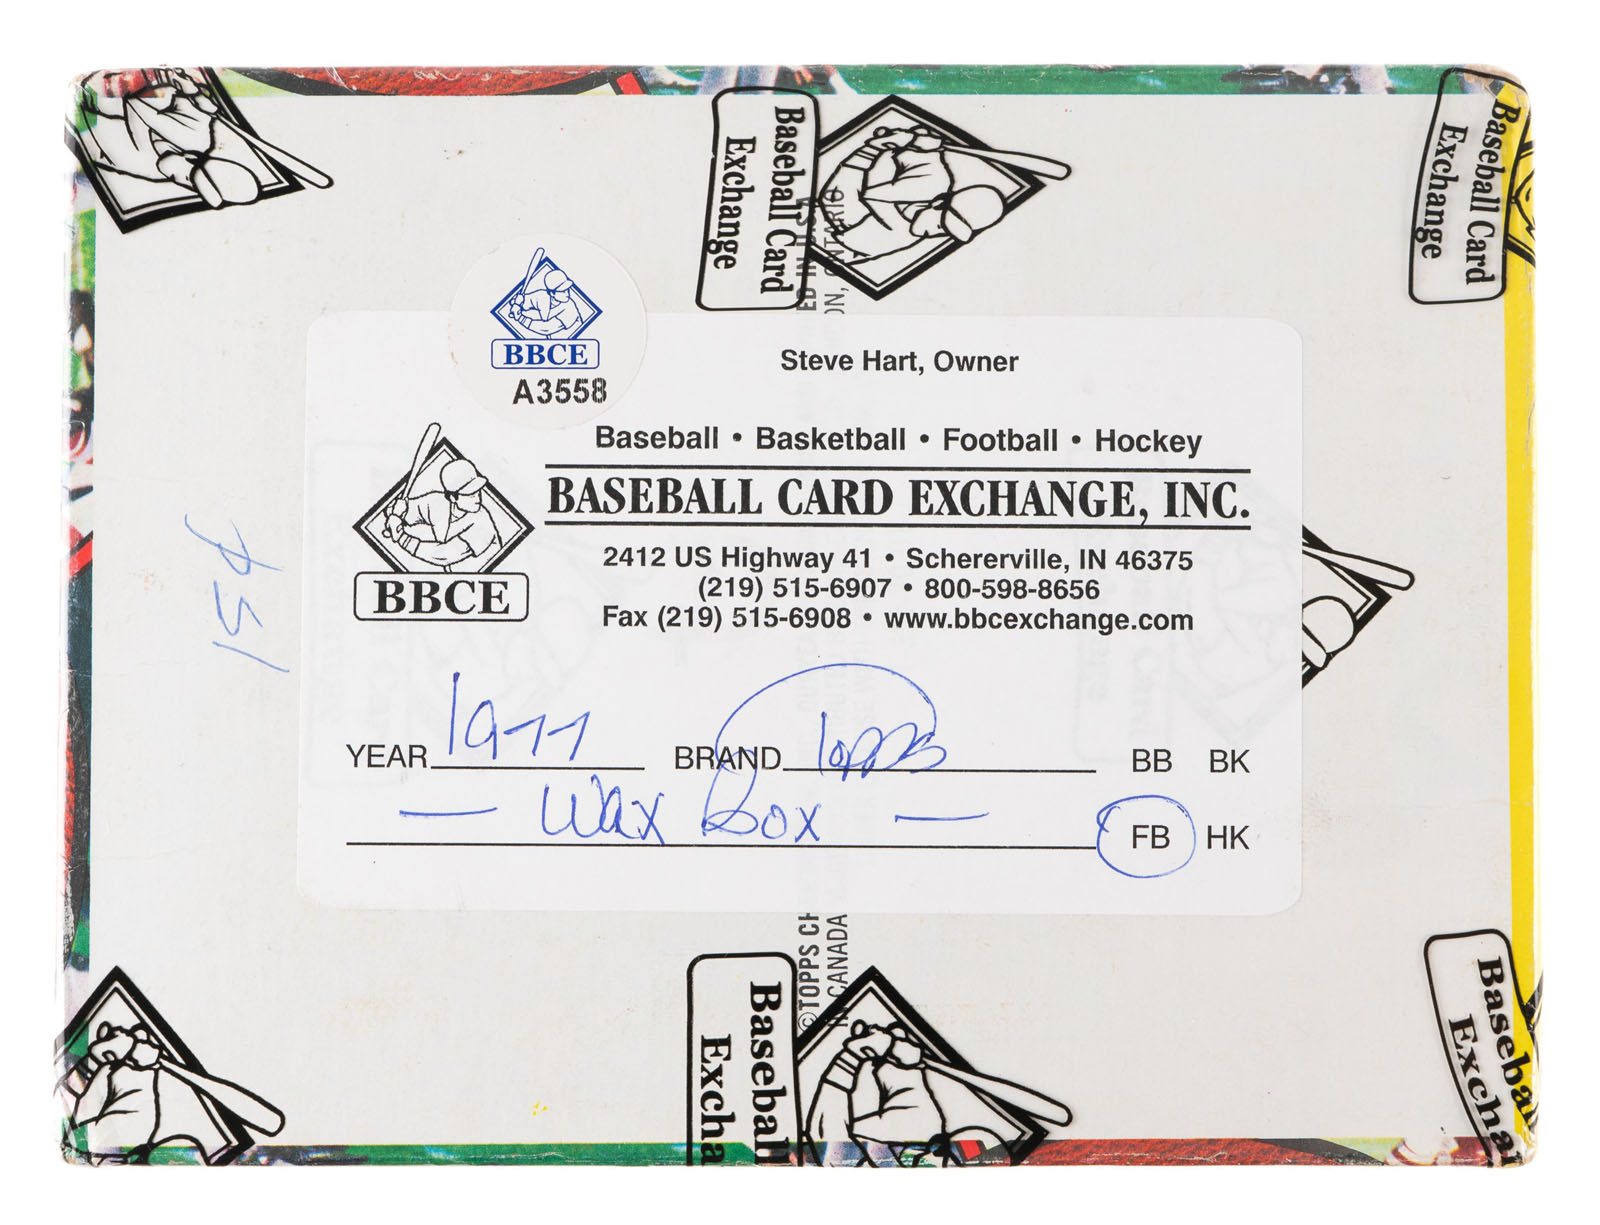 Baseball Card
Exchange
Baseball Card
Exchange
BBCE
A3558
Steve Hart, Owner
Baseball • Basketball • Football • Hockey
BASEBALL CARD EXCHANGE, INC.
2412 US Highway 41 • Schererville, IN 46375
(219) 515-6907 • 800-598-8656
Fax (219) 515-6908 • www.bbcexchange.com
BBCE
YEAR 1977 BRAND Topps BB BK
— Wax Box — FB HK
©TOPPS CH
IN CANADA
Baseball
Excha
Baseba
Excha